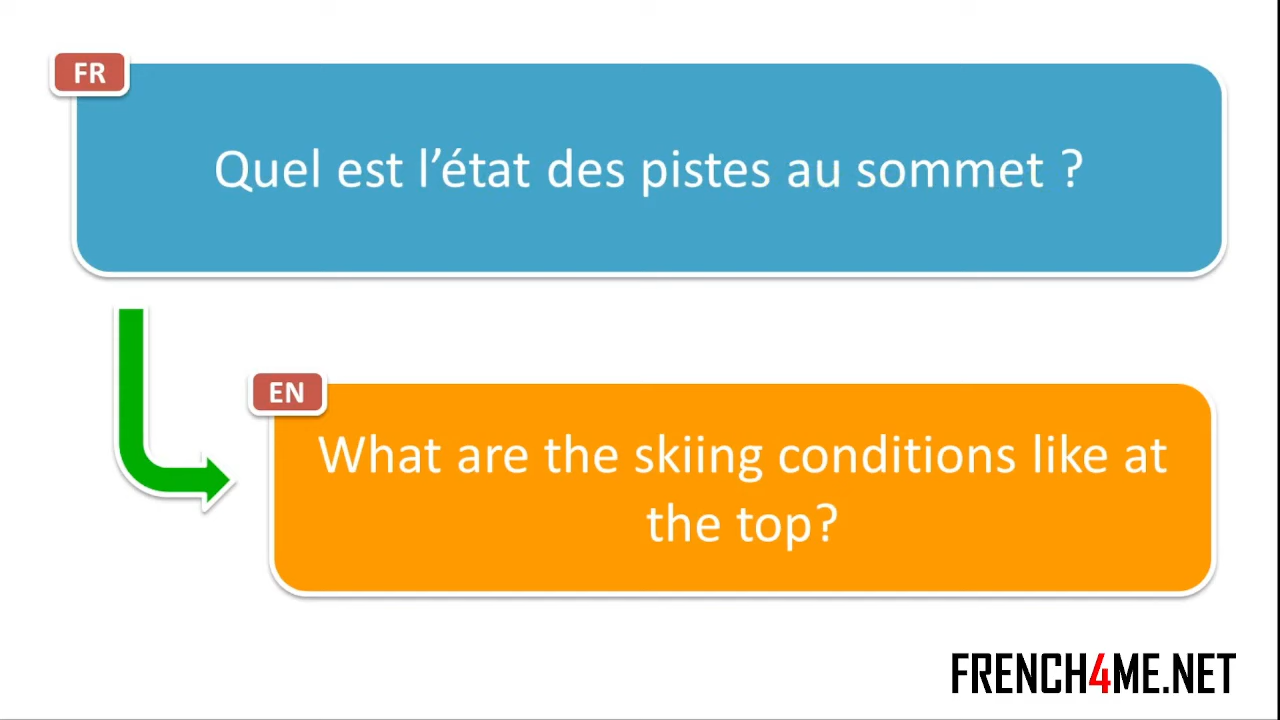 FR
Quel est l’état des pistes au sommet ?
EN
What are the skiing conditions like at
the top?
FRENCH4ME.NET